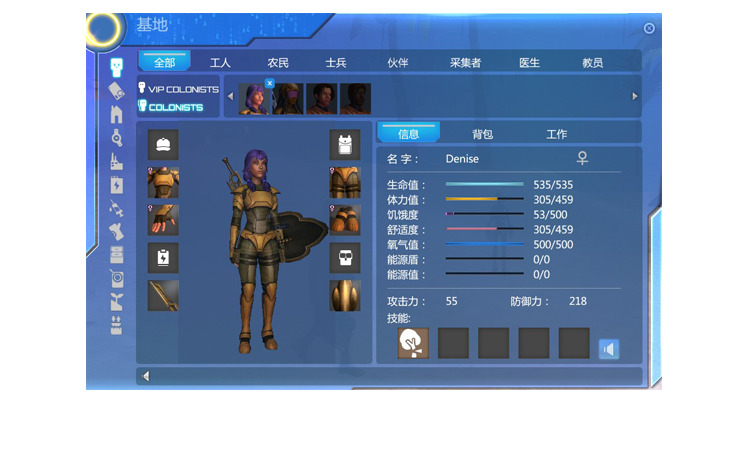 基地
全部 工人 农民 士兵 伙伴 采集者 医生 教员
VIP COLONISTS
COLONISTS
信息 背包 工作
名字： Denise
生命值： 535/535
体力值： 305/459
饥饿度 53/500
舒适度： 305/459
氧气值： 500/500
能源盾： 0/0
能源值： 0/0
攻击力： 55 防御力： 218
技能: